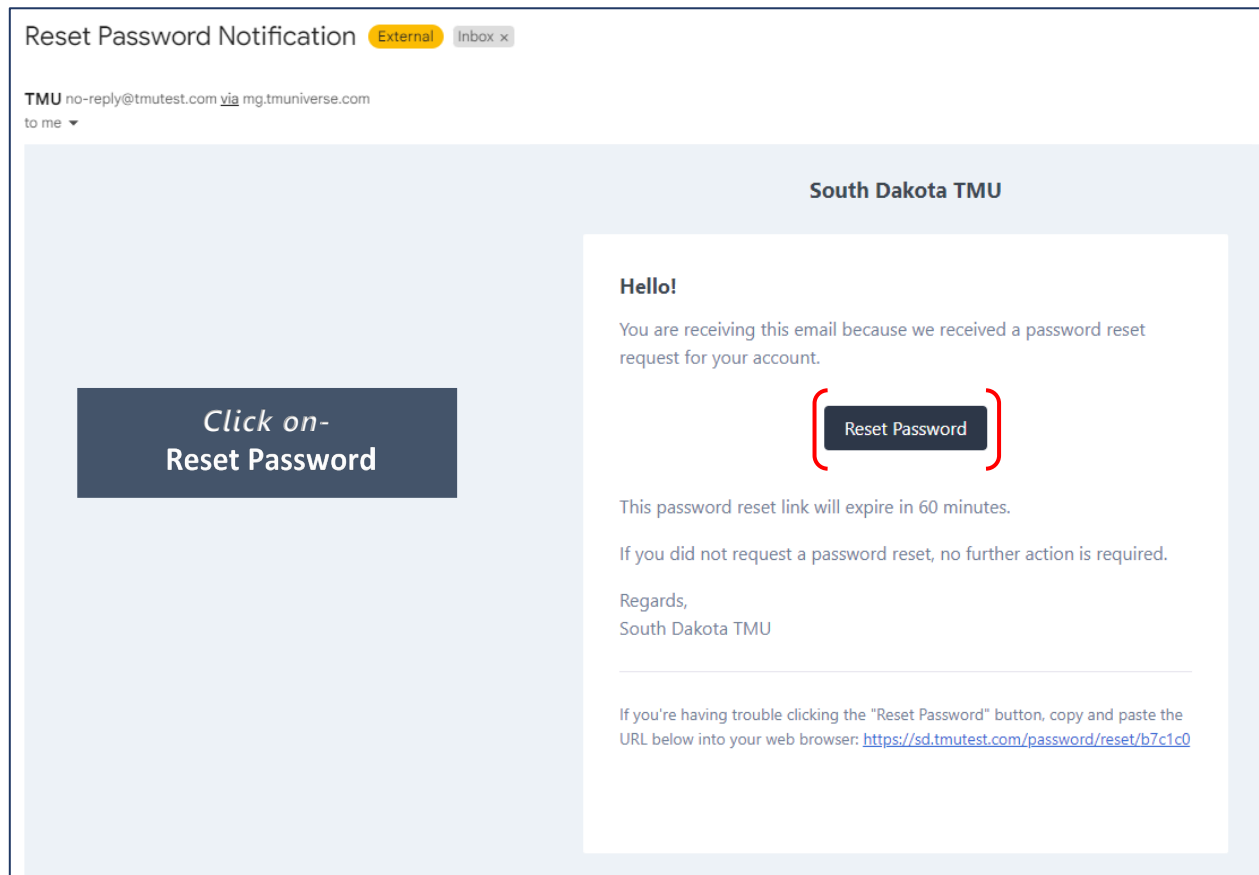 Reset Password Notification External Inbox ×
TMU no-reply@tmutest.com via mg.tmuniverse.com
to me
South Dakota TMU
Hello!
You are receiving this email because we received a password reset
request for your account.
Click on-
Reset Password
Reset Password
This password reset link will expire in 60 minutes.
If you did not request a password reset, no further action is required.
Regards,
South Dakota TMU
If you're having trouble clicking the "Reset Password" button, copy and paste the
URL below into your web browser: https://sd.tmutest.com/password/reset/b7c1c0